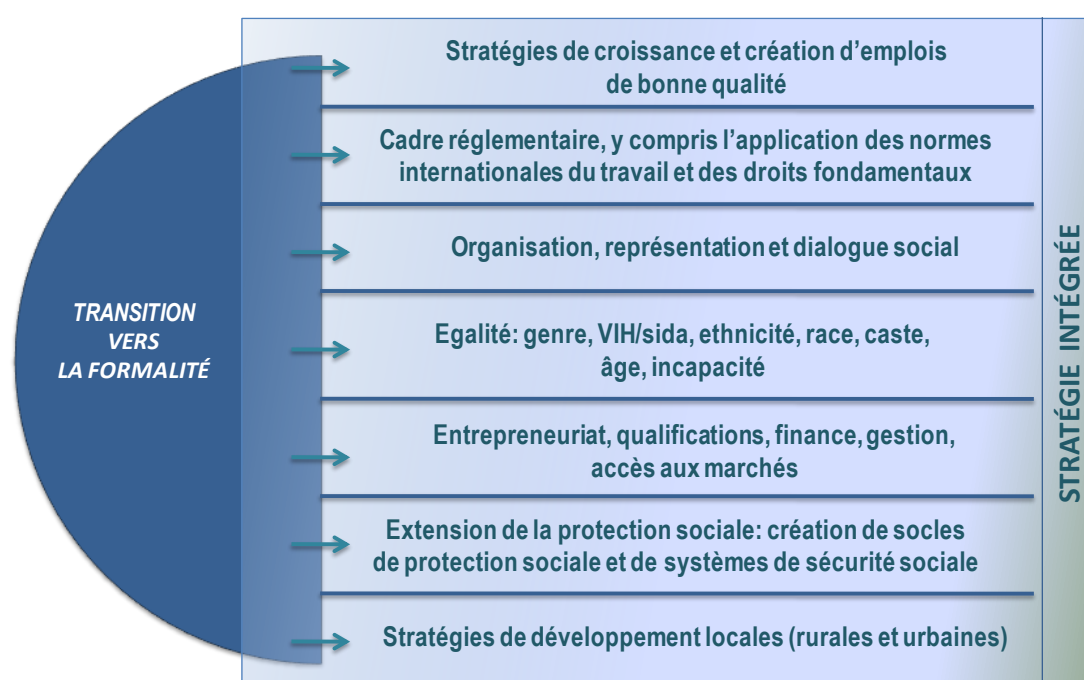 Stratégies de croissance et création d'emplois
de bonne qualité
Cadre réglementaire, y compris l'application des normes
internationales du travail et des droits fondamentaux
Organisation, représentation et dialogue social
TRANSITION
VERS
LA FORMALITÉ
Egalité: genre, VIH/sida, ethnicité, race, caste,
âge, incapacité
Entrepreneuriat, qualifications, finance, gestion,
accès aux marchés
Extension de la protection sociale: création de socles
de protection sociale et de systèmes de sécurité sociale
Stratégies de développement locales (rurales et urbaines)
STRATÉGIE INTÉGRÉE